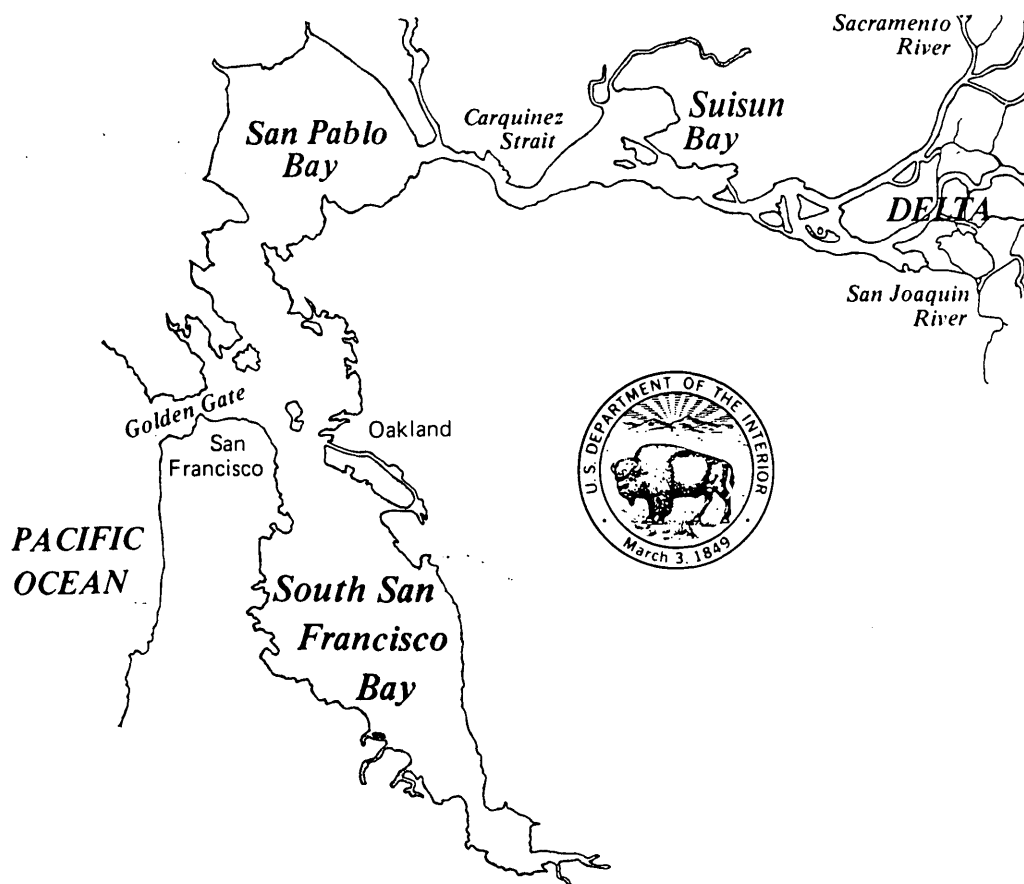 Sacramento
River
Carquinez
Strait
Suisun
Bay
San Pablo
Bay
DELTA
San Joaquin
River
Golden Gate
San
Francisco
Oakland
U.S. DEPARTMENT OF THE INTERIOR
March 3, 1849
PACIFIC
OCEAN
South San
Francisco
Bay